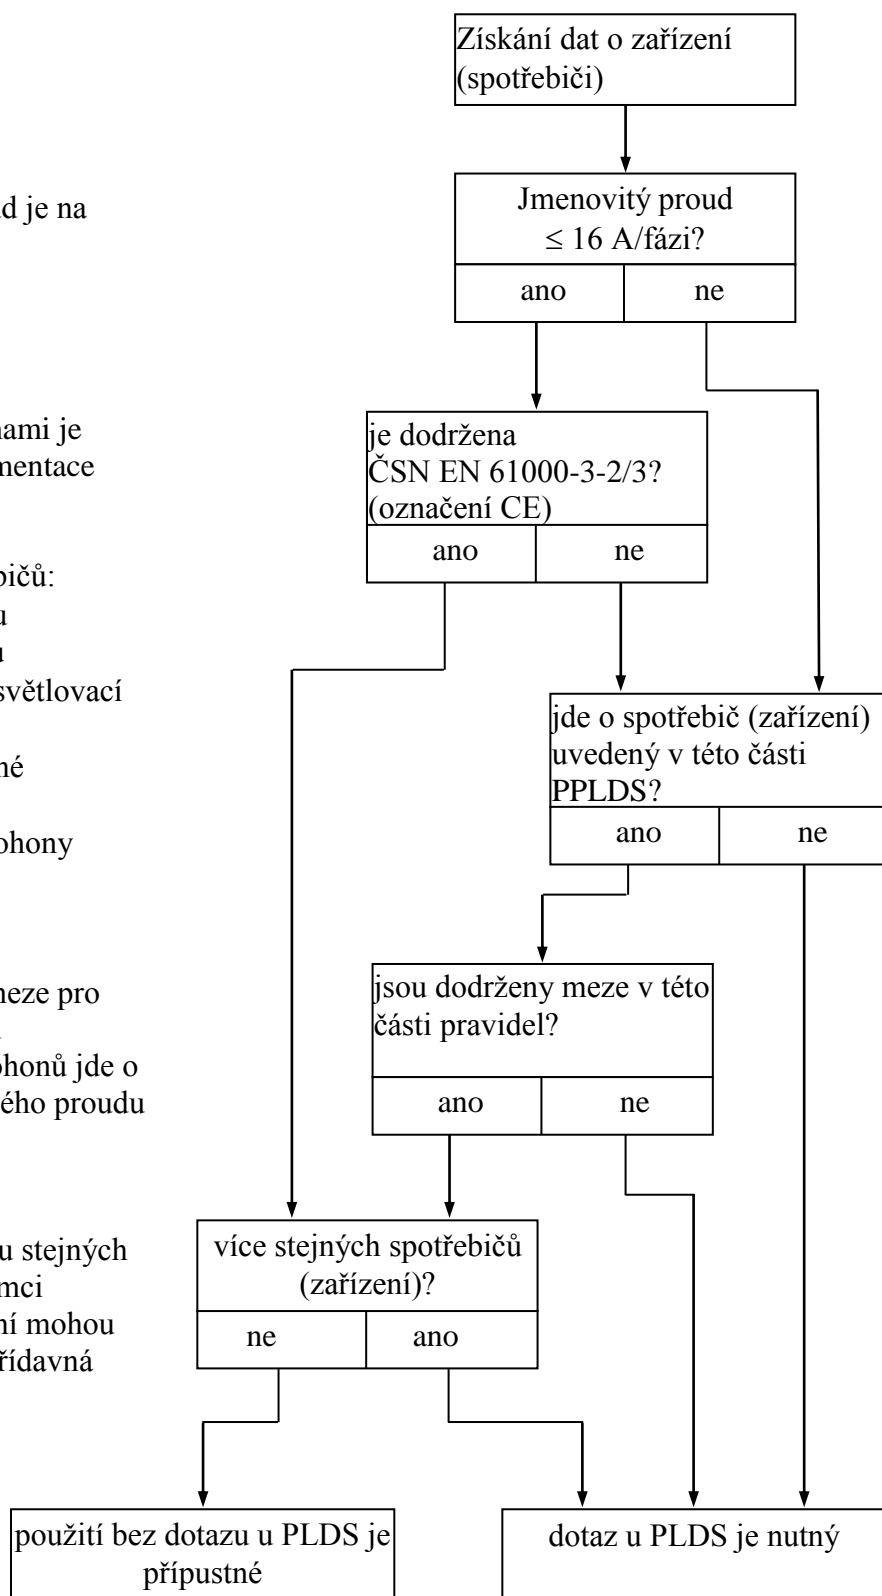 Získání dat o zařízení
(spotřebiči)
d je na
Jmenovitý proud
≤ 16 A/fázi?
ano
ne
nami je
mentace
je dodržena
ČSN EN 61000-3-2/3?
(označení CE)
ano
ne
bičů:
u
u
světlovací
né
ohony
jde o spotřebič (zařízení)
uvedený v této části
PPLDS?
ano
ne
neze pro
ohonů jde o
ého proudu
jsou dodrženy meze v této
části pravidel?
ano
ne
u stejných
mci
ní mohou
řídavná
více stejných spotřebičů
(zařízení)?
ne
ano
použití bez dotazu u PLDS je
přípustné
dotaz u PLDS je nutný